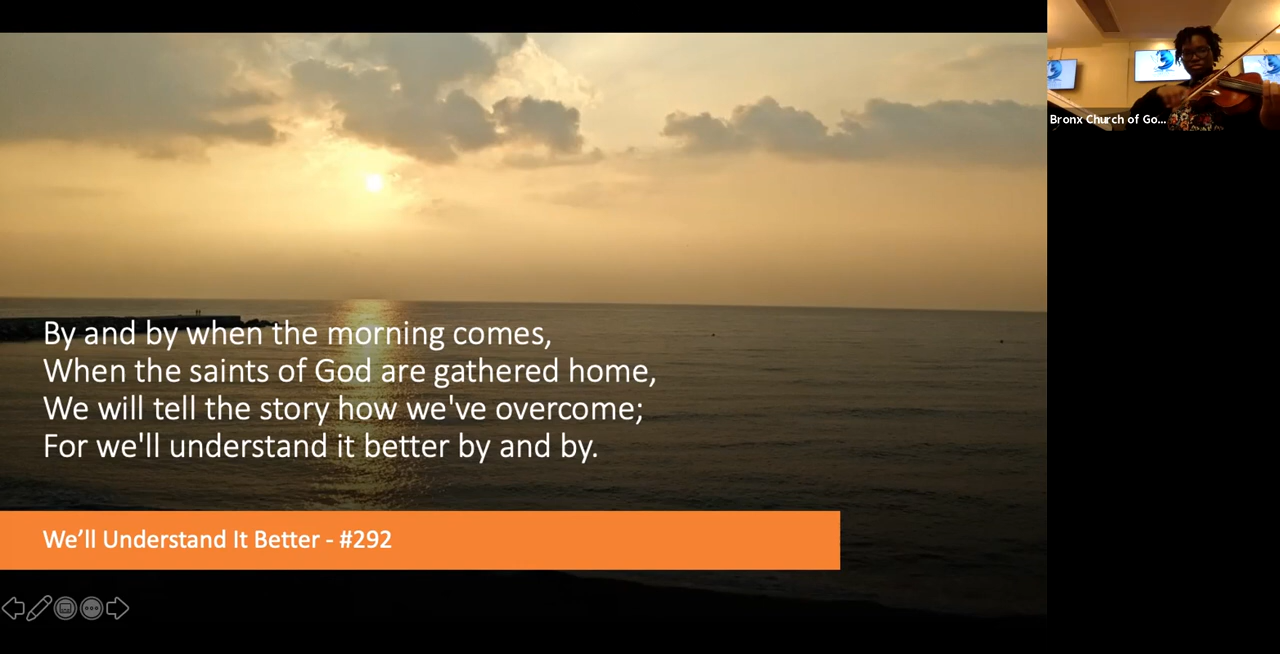 By and by when the morning comes,
When the saints of God are gathered home,
We will tell the story how we've overcome;
For we'll understand it better by and by.
We’ll Understand It Better - #292
Bronx Church of Go...